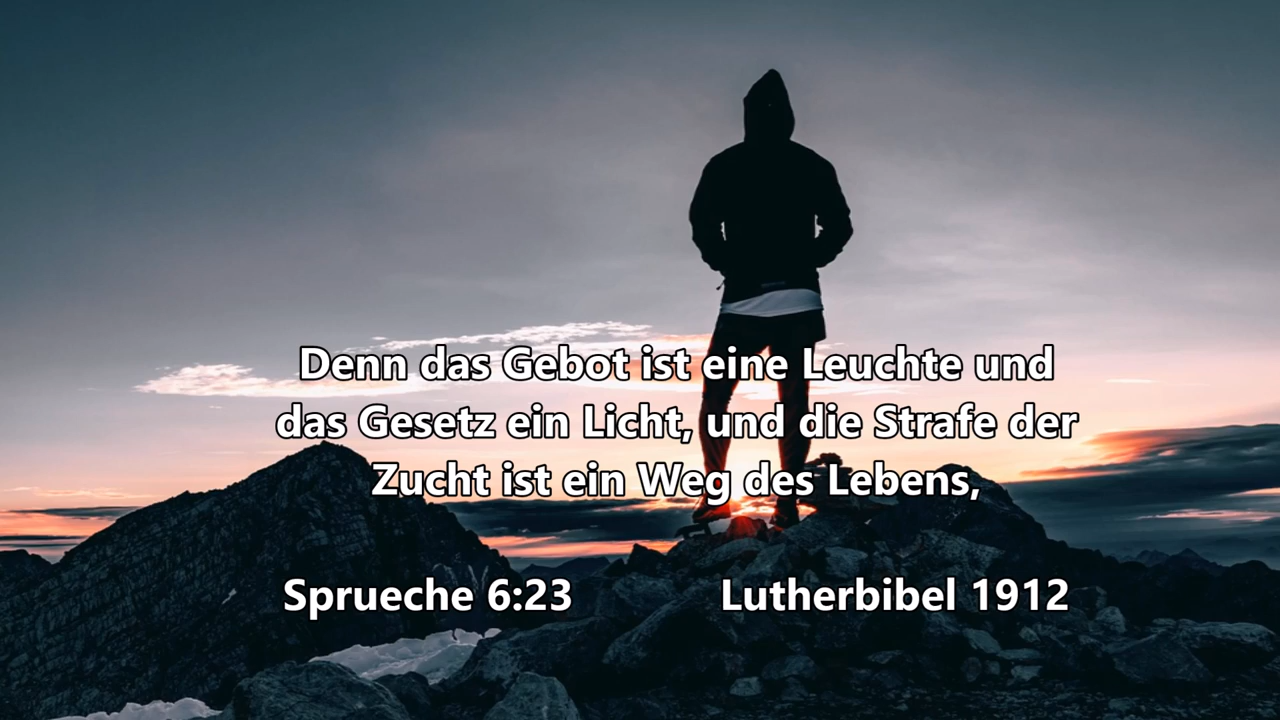 Denn das Gebot ist eine Leuchte und
das Gesetz ein Licht, und die Strafe der
Zucht ist ein Weg des Lebens,
Sprueche 6:23 Lutherbibel 1912